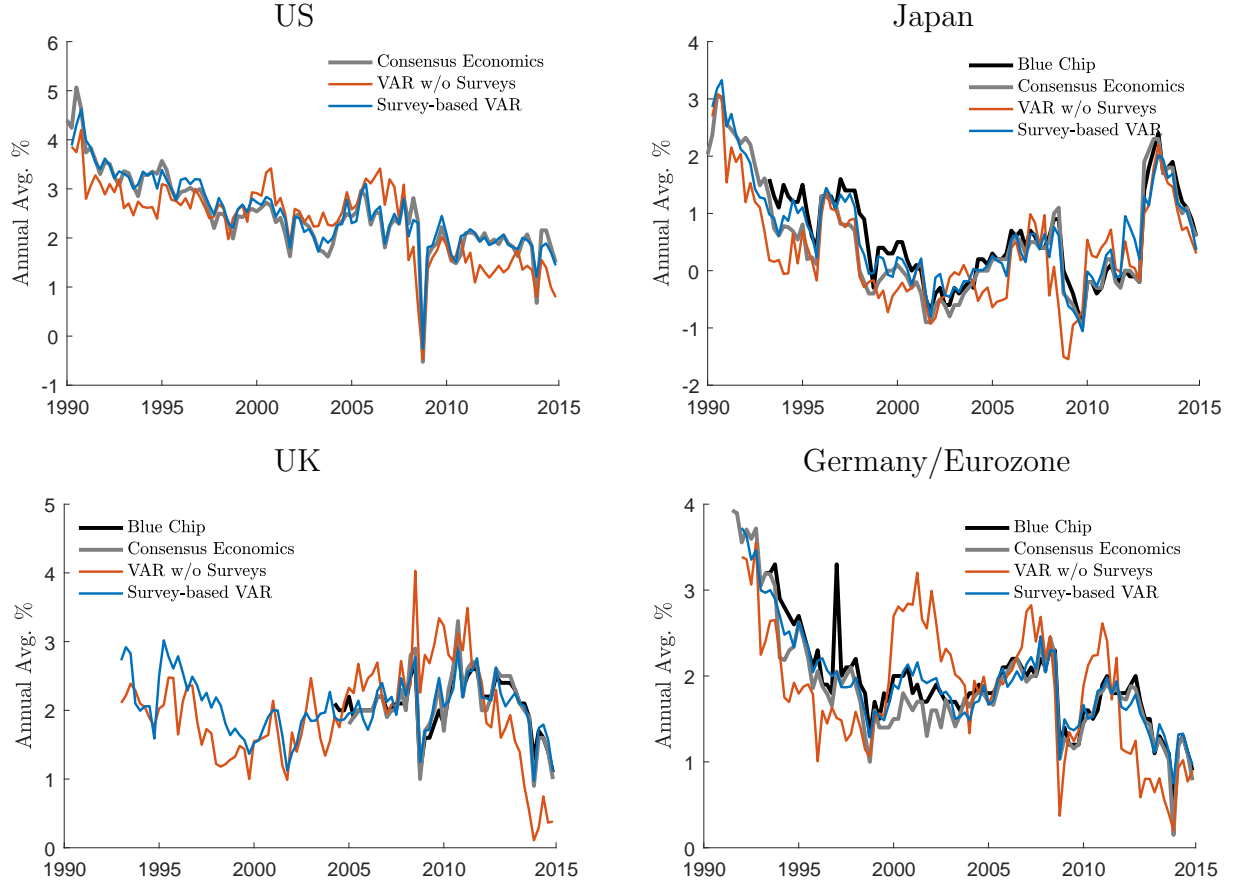 US
6
5
4
3
2
1
0
-1
Annual Avg. %
Consensus Economics
VAR w/o Surveys
Survey-based VAR
1990 1995 2000 2005 2010 2015
Japan
4
3
2
1
0
-1
-2
Annual Avg. %
Blue Chip
Consensus Economics
VAR w/o Surveys
Survey-based VAR
1990 1995 2000 2005 2010 2015
UK
5
4
3
2
1
0
Annual Avg. %
Blue Chip
Consensus Economics
VAR w/o Surveys
Survey-based VAR
1990 1995 2000 2005 2010 2015
Germany/Eurozone
4
3
2
1
0
Annual Avg. %
Blue Chip
Consensus Economics
VAR w/o Surveys
Survey-based VAR
1990 1995 2000 2005 2010 2015